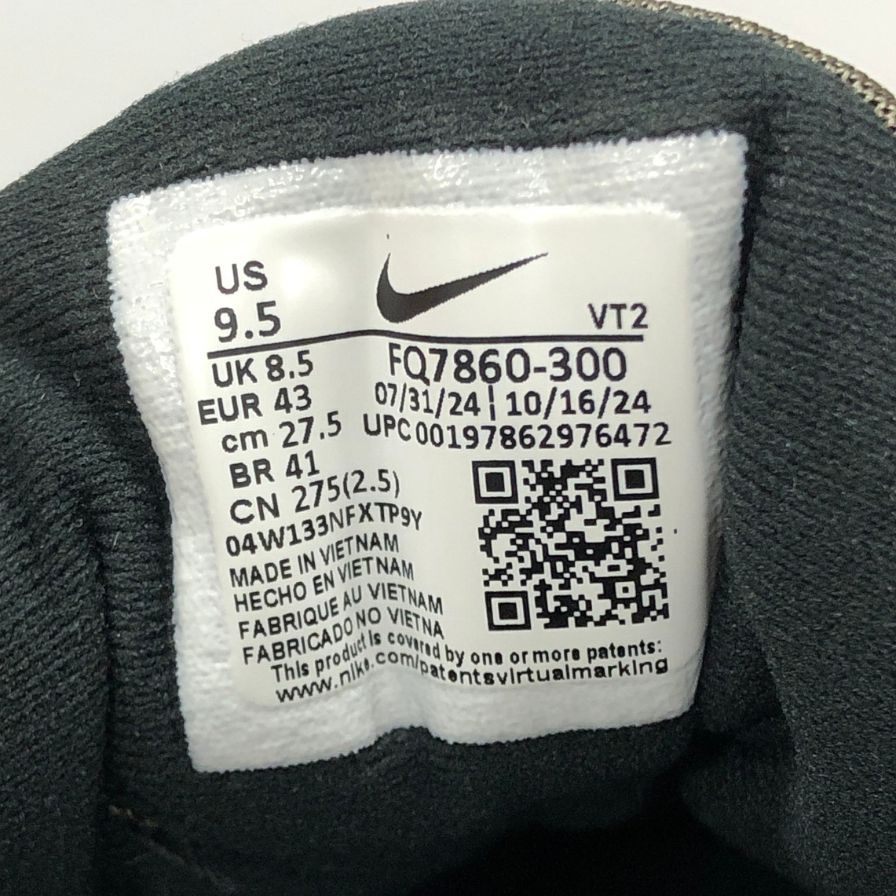 US
9.5
VT2
UK 8.5
FQ7860-300
EUR 43
07/31/24 | 10/16/24
cm 27.5
UPC 00197862976472
BR 41
CN 275(2.5)
04W133NFXTP9Y
MADE IN VIETNAM
HECHO EN VIETNAM
FABRIQUE AU VIETNAM
FABRICADO NO VIETNA
This product is covered by one or more patents:
www.nike.com/patentsvirtualmarking